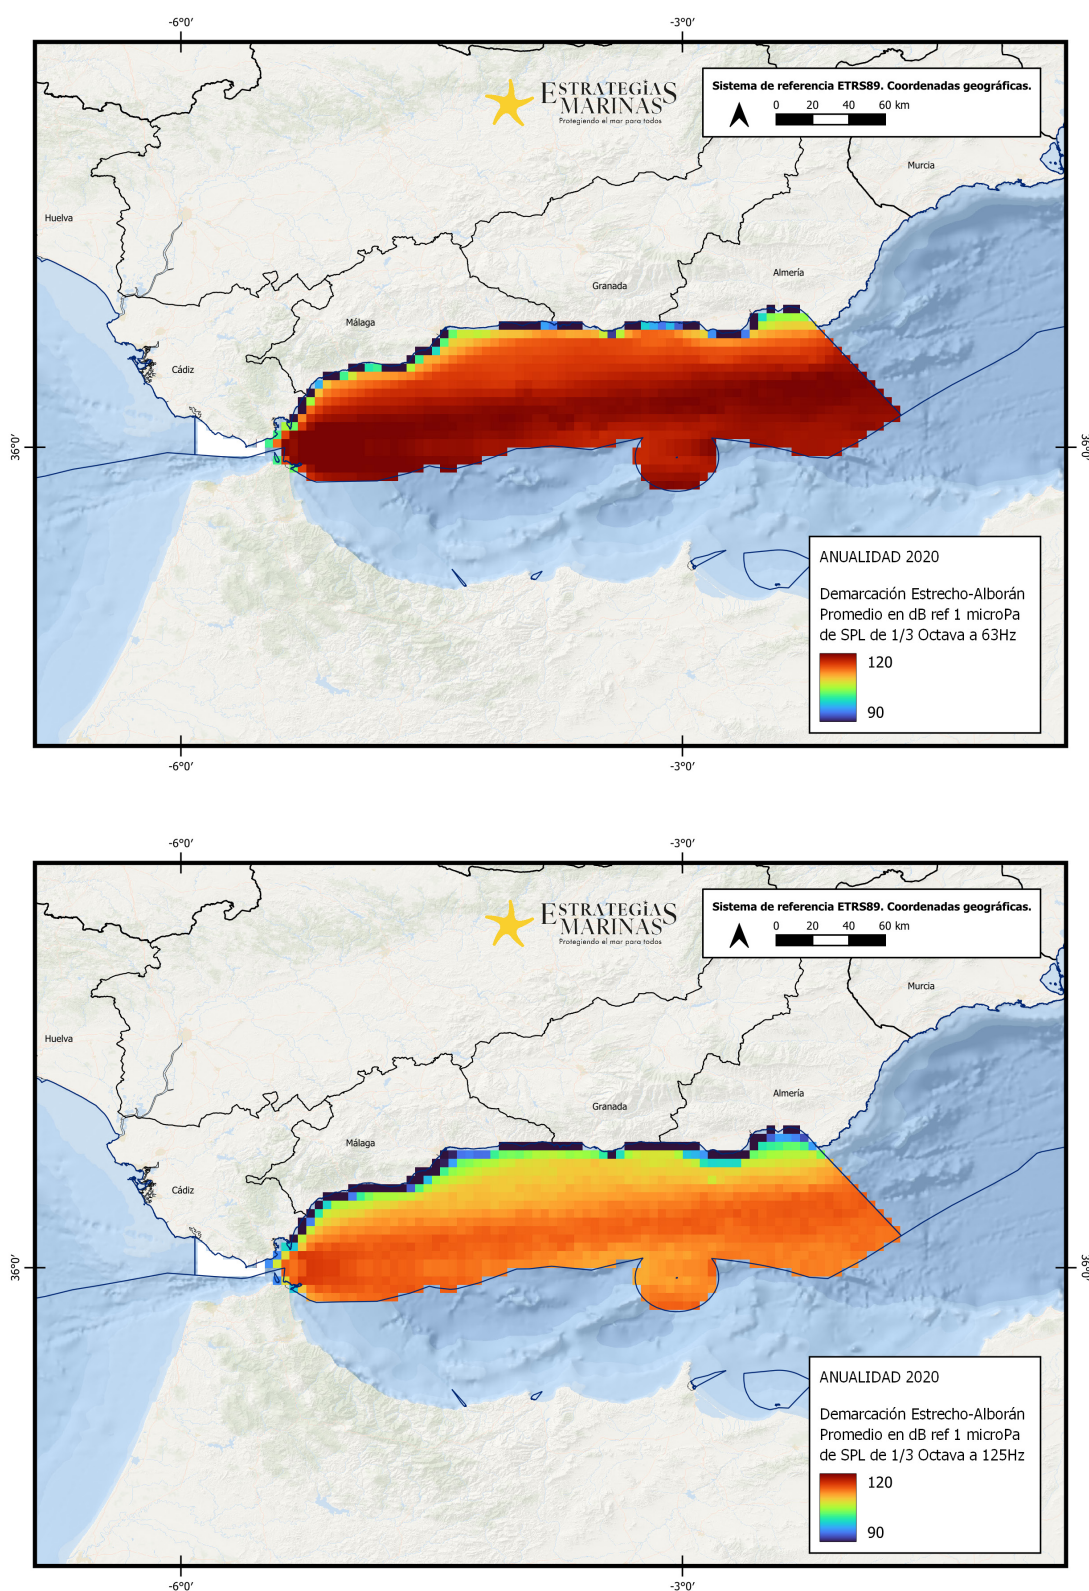 -6°0'
-3°0'
ESTRATEGIAS
MARINAS
Protegiendo el mar para todos
Sistema de referencia ETRS89. Coordenadas geográficas.
0 20 40 60 km
Murcia
Huelva
Almería
Granada
Málaga
Cádiz
36°0'
36°0'
ANUALIDAD 2020
Demarcación Estrecho-Alborán
Promedio en dB ref 1 microPa
de SPL de 1/3 Octava a 63Hz
120
90
-6°0'
-3°0'
-6°0'
-3°0'
ESTRATEGIAS
MARINAS
Protegiendo el mar para todos
Sistema de referencia ETRS89. Coordenadas geográficas.
0 20 40 60 km
Murcia
Huelva
Almería
Granada
Málaga
Cádiz
36°0'
36°0'
ANUALIDAD 2020
Demarcación Estrecho-Alborán
Promedio en dB ref 1 microPa
de SPL de 1/3 Octava a 125Hz
120
90
-6°0'
-3°0'